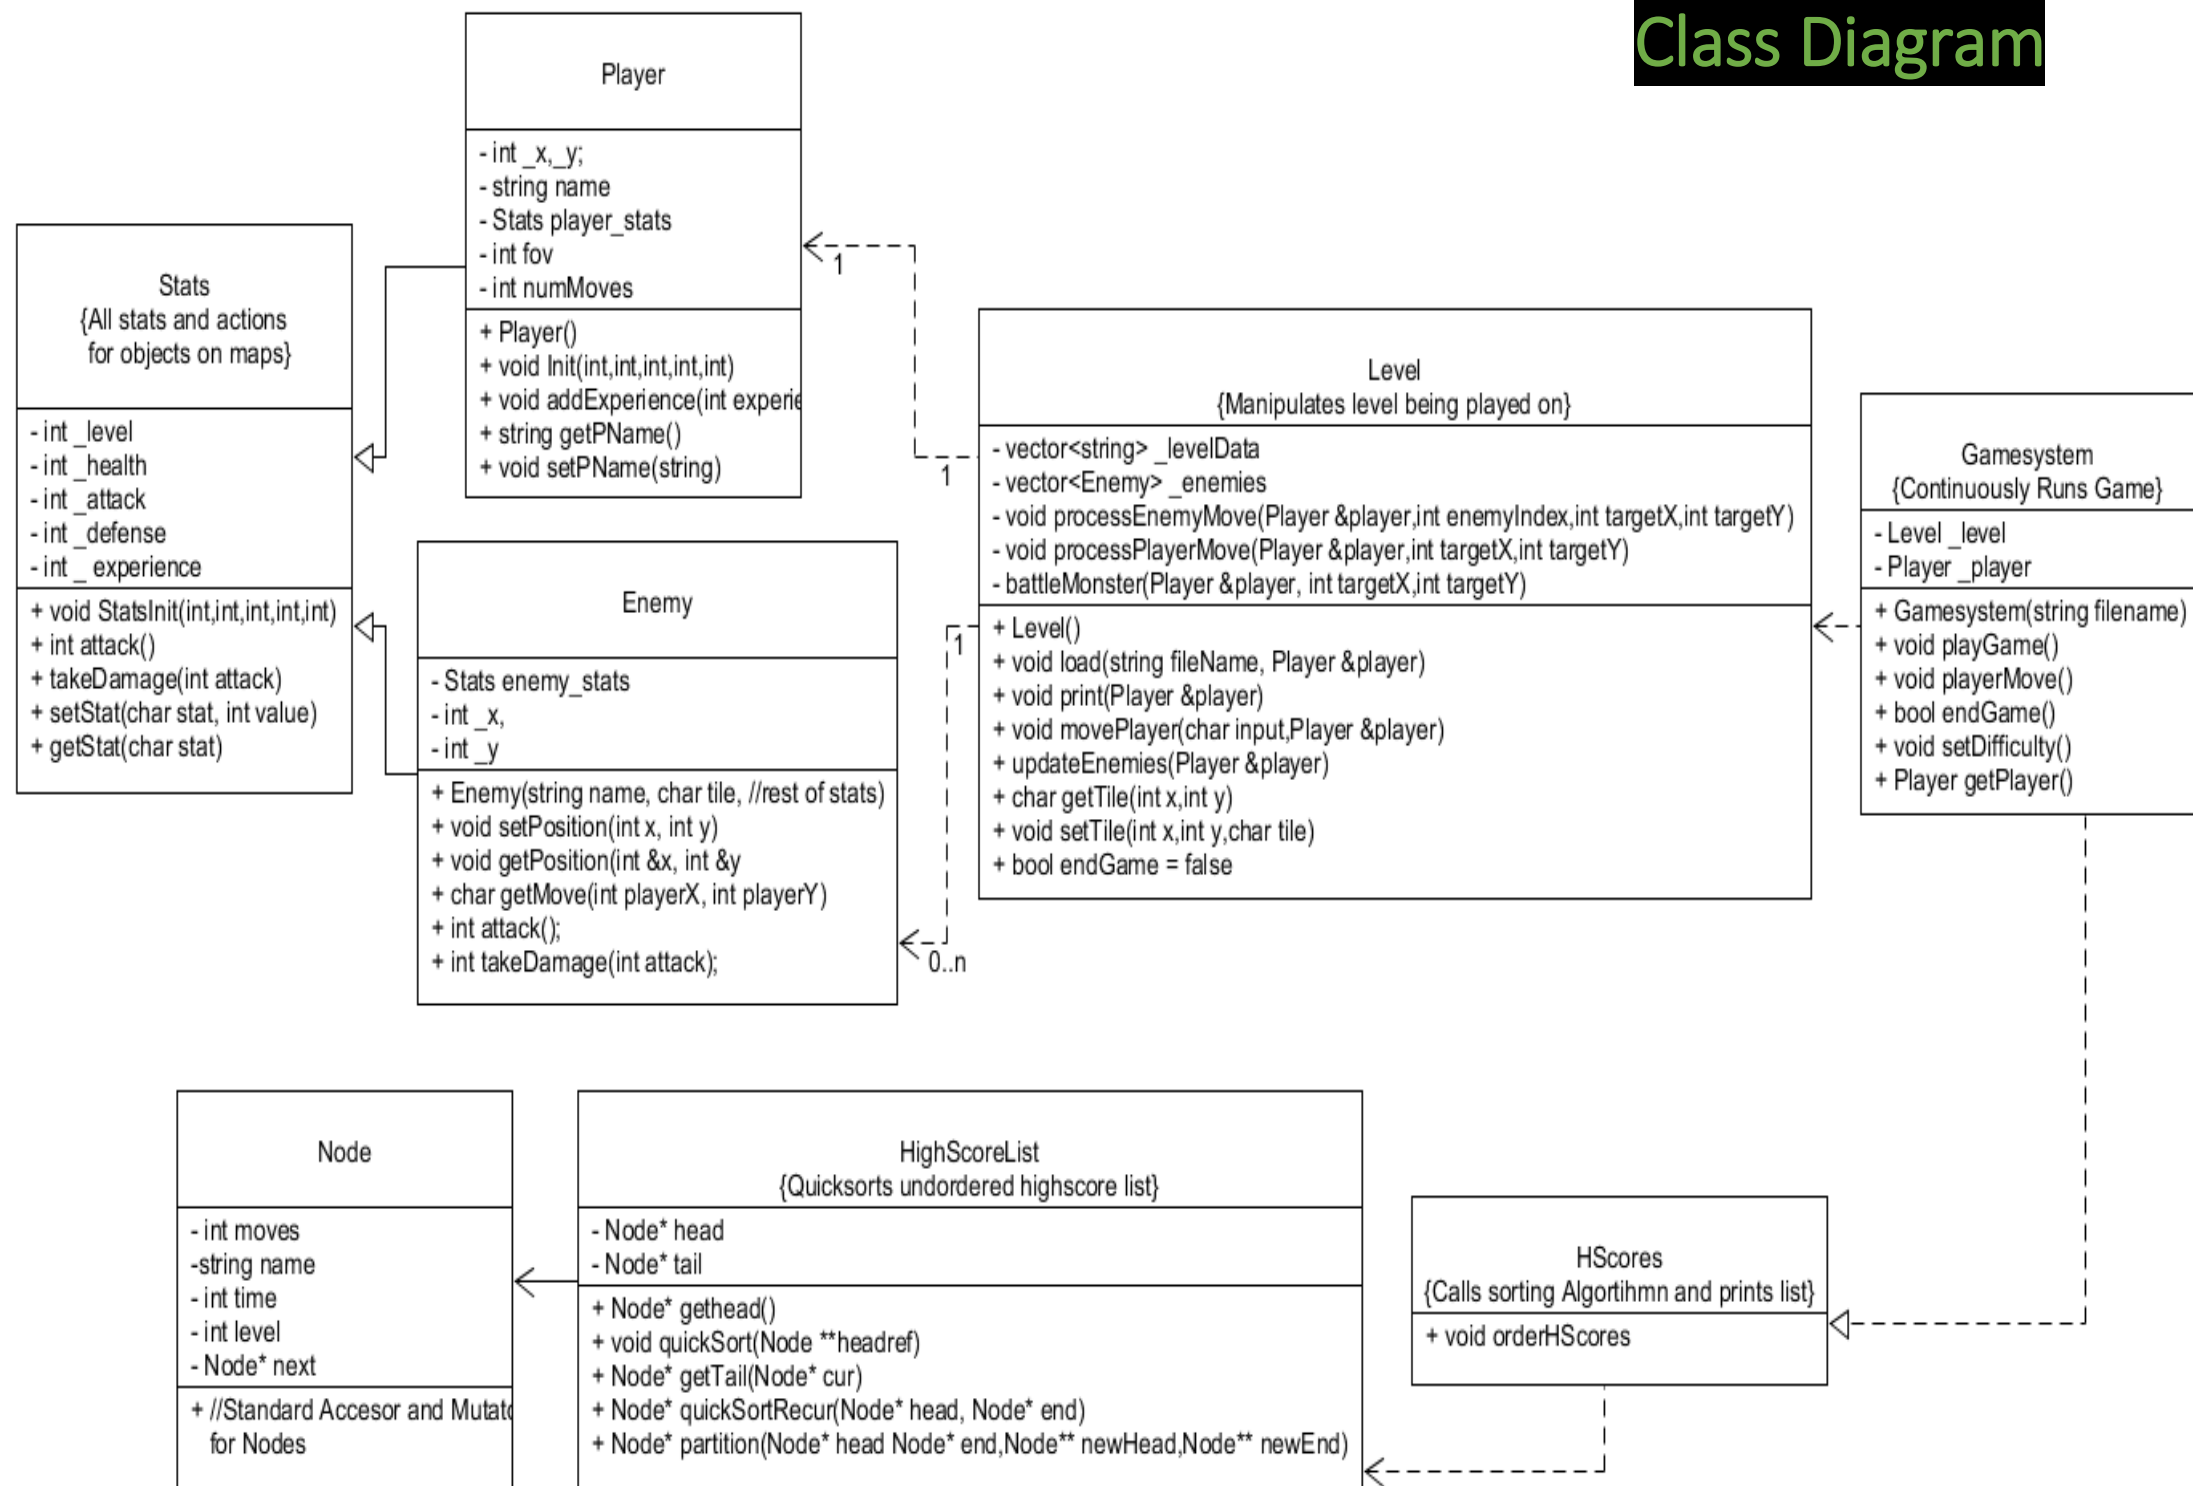 Class Diagram
Player
- int _x,_y;
- string name
- Stats player_stats
- int fov
- int numMoves
+ Player()
+ void Init(int,int,int,int,int)
+ void addExperience(int experie
+ string getPName()
+ void setPName(string)
Stats
{All stats and actions
for objects on maps}
- int _level
- int _health
- int _attack
- int _defense
- int _ experience
+ void StatsInit(int,int,int,int,int)
+ int attack()
+ takeDamage(int attack)
+ setStat(char stat, int value)
+ getStat(char stat)
Enemy
- Stats enemy_stats
- int _x,
- int _y
+ Enemy(string name, char tile, //rest of stats)
+ void setPosition(int x, int y)
+ void getPosition(int &x, int &y
+ char getMove(int playerX, int playerY)
+ int attack();
+ int takeDamage(int attack);
1
1
1
0..n
Level
{Manipulates level being played on}
- vector<string> _levelData
- vector<Enemy> _enemies
- void processEnemyMove(Player &player,int enemyIndex,int targetX,int targetY)
- void processPlayerMove(Player &player,int targetX,int targetY)
- battleMonster(Player &player, int targetX,int targetY)
+ Level()
+ void load(string fileName, Player &player)
+ void print(Player &player)
+ void movePlayer(char input,Player &player)
+ updateEnemies(Player &player)
+ char getTile(int x,int y)
+ void setTile(int x,int y,char tile)
+ bool endGame = false
Gamesystem
{Continuously Runs Game}
- Level _level
- Player _player
+ Gamesystem(string filename)
+ void playGame()
+ void playerMove()
+ bool endGame()
+ void setDifficulty()
+ Player getPlayer()
Node
- int moves
-string name
- int time
- int level
- Node* next
+ //Standard Accesor and Mutato
for Nodes
HighScoreList
{Quicksorts undordered highscore list}
- Node* head
- Node* tail
+ Node* gethead()
+ void quickSort(Node **headref)
+ Node* getTail(Node* cur)
+ Node* quickSortRecur(Node* head, Node* end)
+ Node* partition(Node* head Node* end,Node** newHead,Node** newEnd)
HScores
{Calls sorting Algortihmn and prints list}
+ void orderHScores